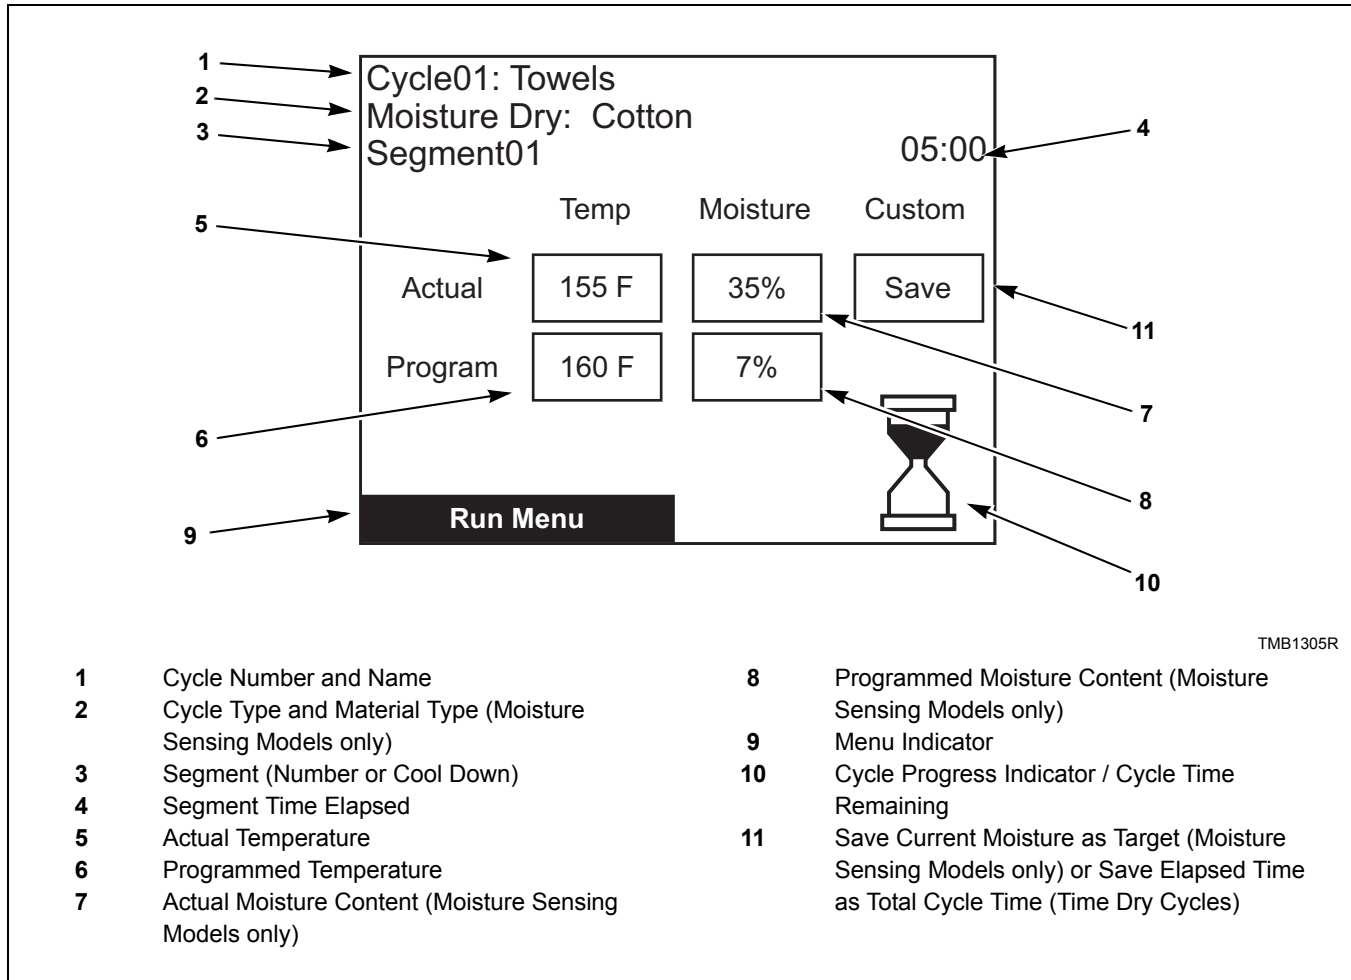 1
2
3
Cycle01: Towels
Moisture Dry:  Cotton
Segment01
05:00
4
Temp Moisture Custom
5
Actual 155 F 35% Save
11
Program 160 F 7%
7
6
8
9
Run Menu
10
TMB1305R
1 Cycle Number and Name
2 Cycle Type and Material Type (Moisture
Sensing Models only)
3 Segment (Number or Cool Down)
4 Segment Time Elapsed
5 Actual Temperature
6 Programmed Temperature
7 Actual Moisture Content (Moisture Sensing
Models only)
8 Programmed Moisture Content (Moisture
Sensing Models only)
9 Menu Indicator
10 Cycle Progress Indicator / Cycle Time
Remaining
11 Save Current Moisture as Target (Moisture
Sensing Models only) or Save Elapsed Time
as Total Cycle Time (Time Dry Cycles)